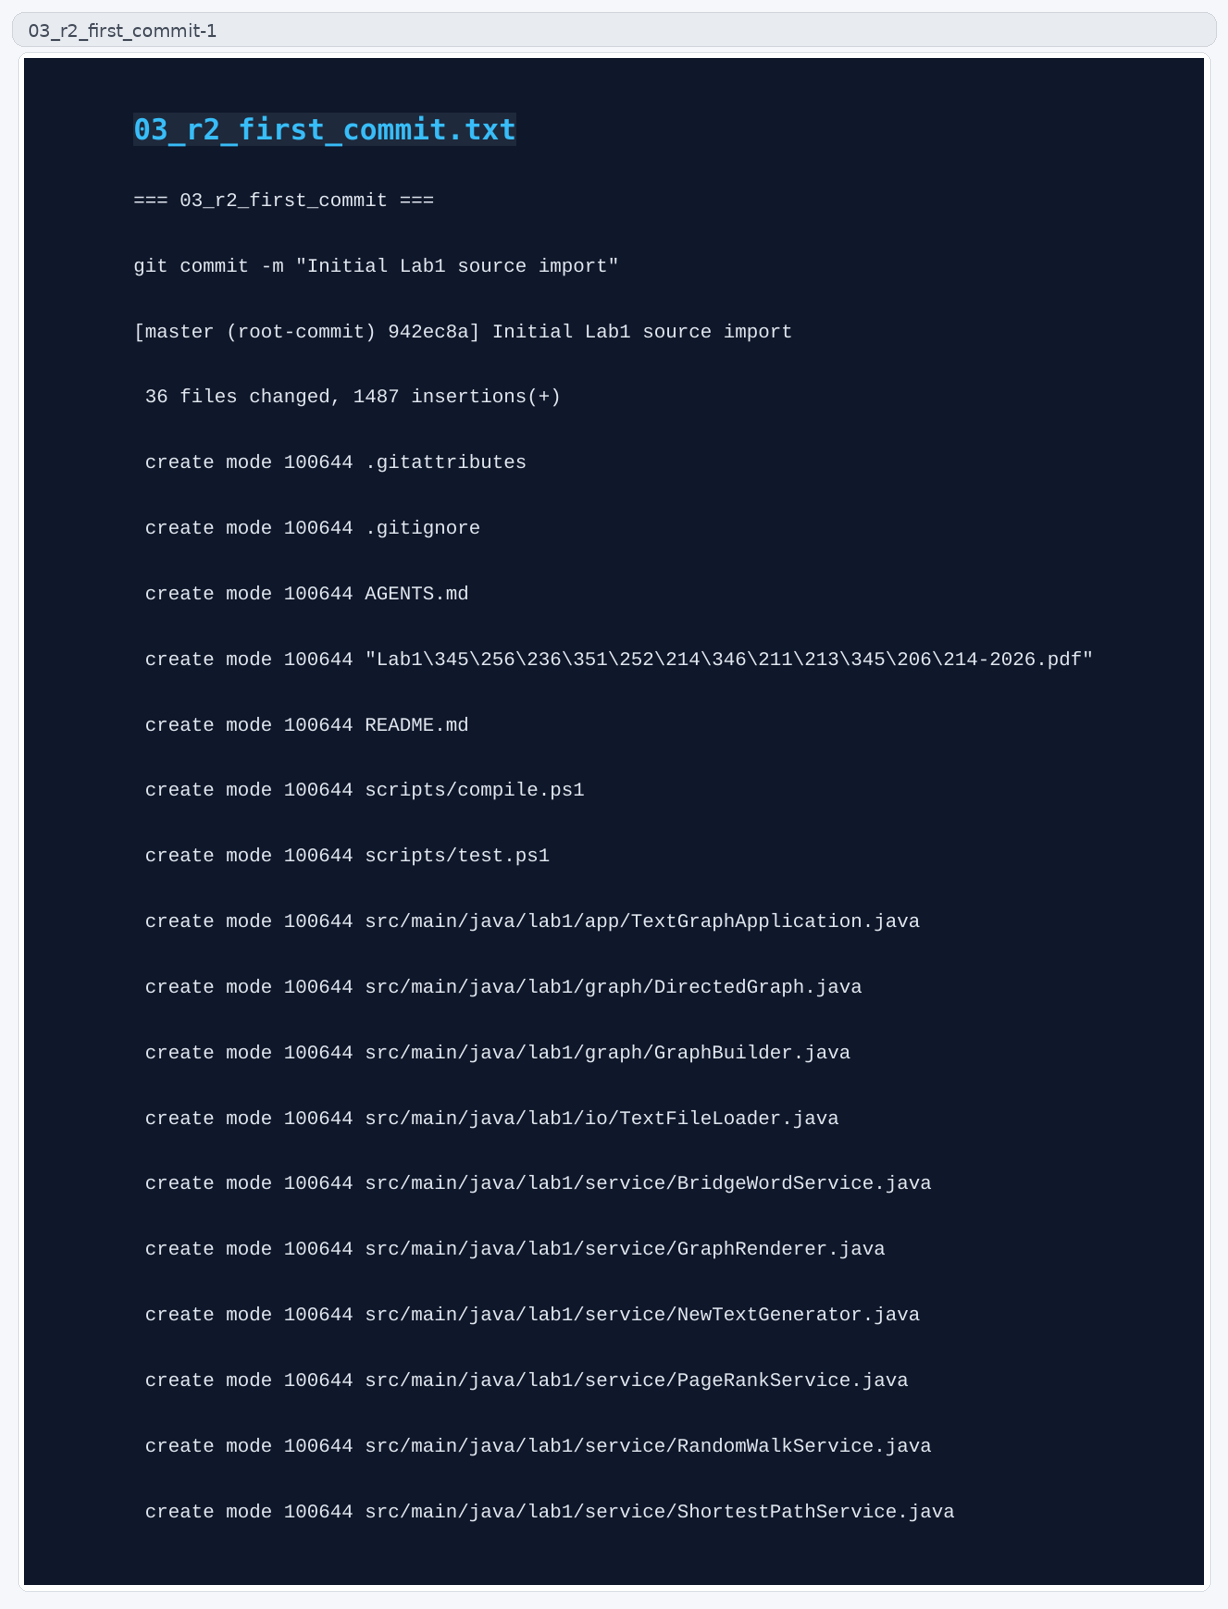 03_r2_first_commit-1
03_r2_first_commit.txt
=== 03_r2_first_commit ===
git commit -m "Initial Lab1 source import"
[master (root-commit) 942ec8a] Initial Lab1 source import
 36 files changed, 1487 insertions(+)
 create mode 100644 .gitattributes
 create mode 100644 .gitignore
 create mode 100644 AGENTS.md
 create mode 100644 "Lab1\345\256\236\351\252\214\346\211\213\345\206\214-2026.pdf"
 create mode 100644 README.md
 create mode 100644 scripts/compile.ps1
 create mode 100644 scripts/test.ps1
 create mode 100644 src/main/java/lab1/app/TextGraphApplication.java
 create mode 100644 src/main/java/lab1/graph/DirectedGraph.java
 create mode 100644 src/main/java/lab1/graph/GraphBuilder.java
 create mode 100644 src/main/java/lab1/io/TextFileLoader.java
 create mode 100644 src/main/java/lab1/service/BridgeWordService.java
 create mode 100644 src/main/java/lab1/service/GraphRenderer.java
 create mode 100644 src/main/java/lab1/service/NewTextGenerator.java
 create mode 100644 src/main/java/lab1/service/PageRankService.java
 create mode 100644 src/main/java/lab1/service/RandomWalkService.java
 create mode 100644 src/main/java/lab1/service/ShortestPathService.java